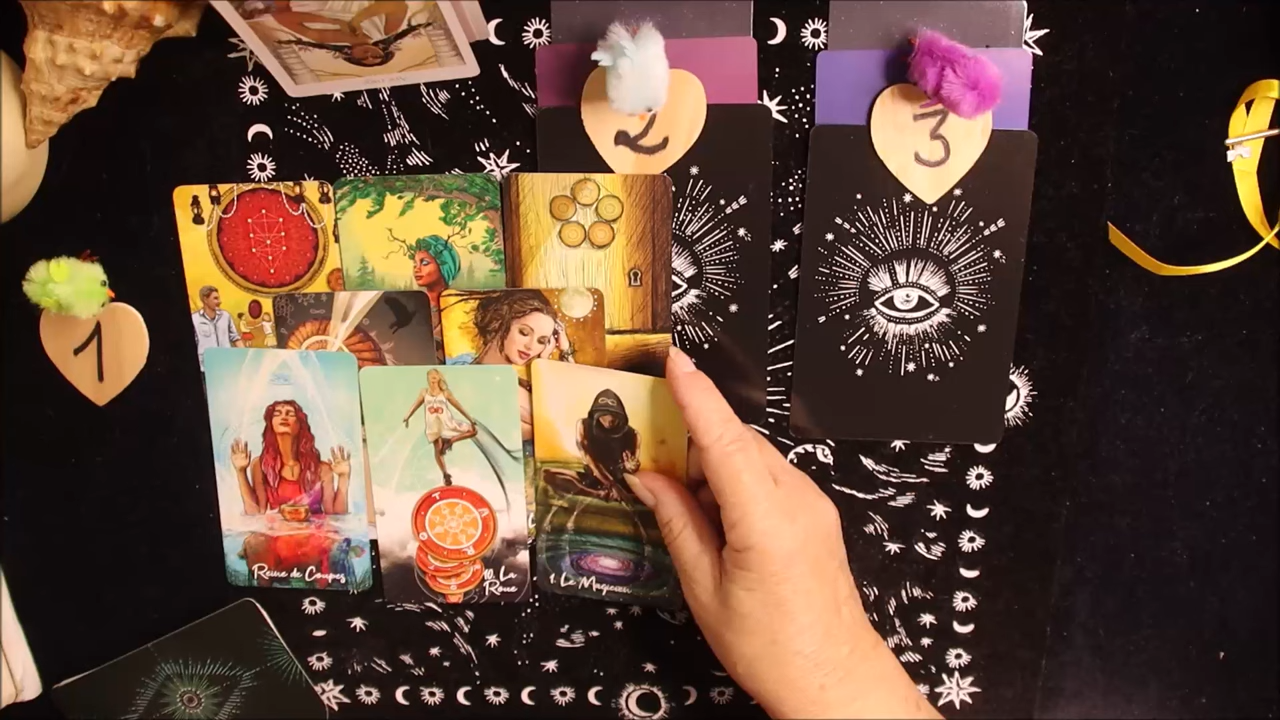 2
3
1
Reine de Coupes
T
A
R
O
10. La
Roue
1. Le Magicien